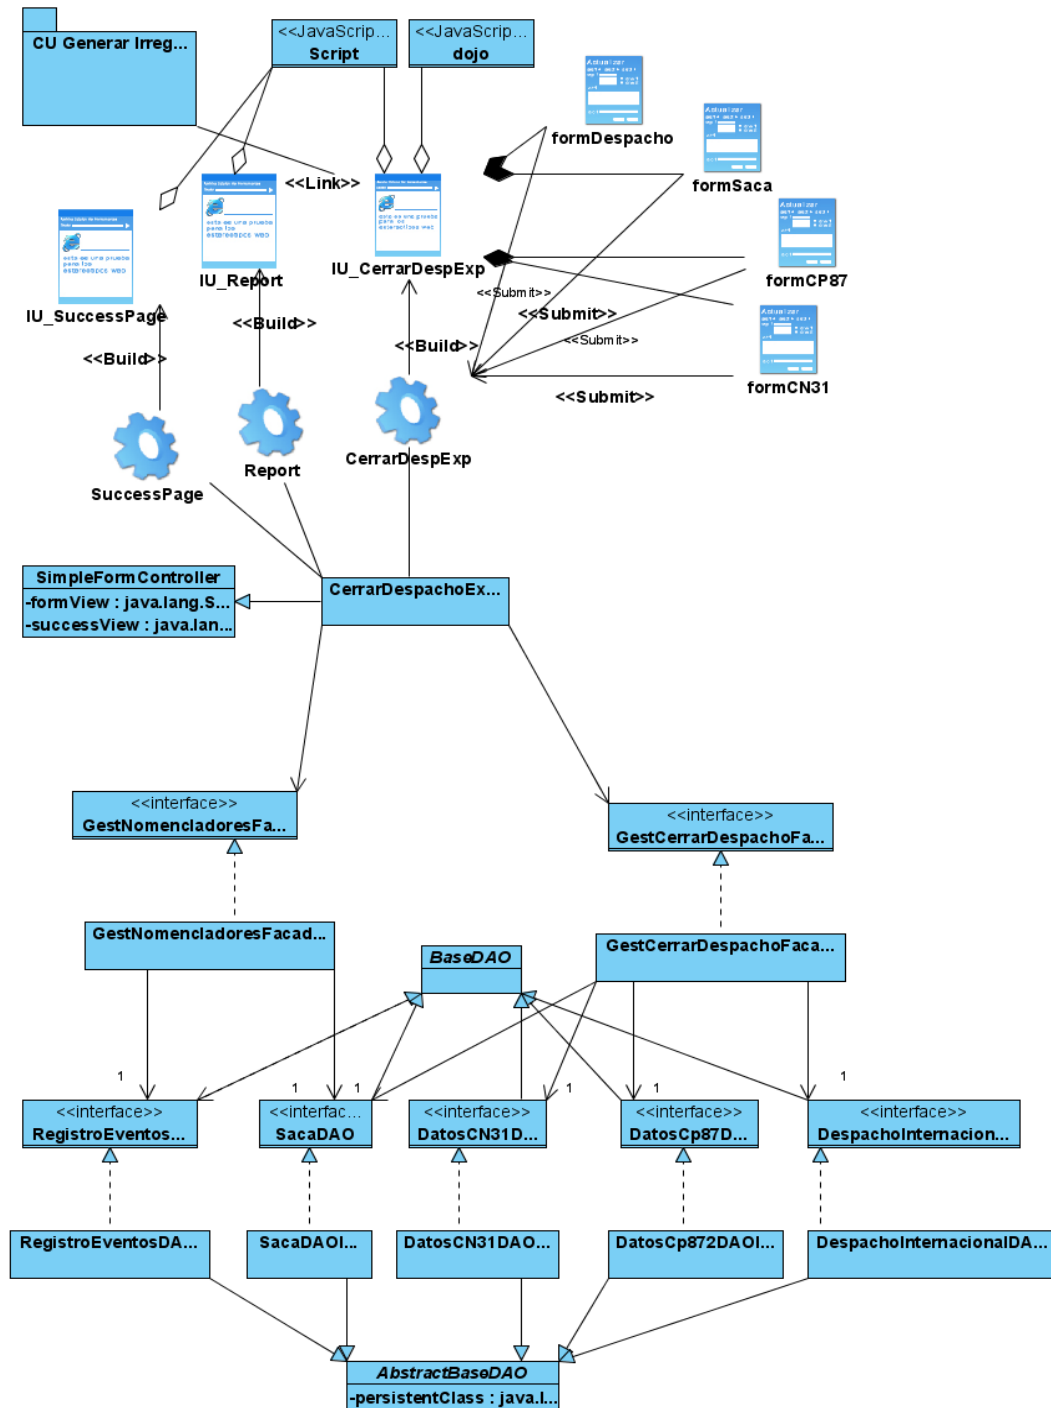 CU Generar Irreg...
<<JavaScrip...
Script
<<JavaScrip...
dojo
formDespacho
formSaca
<<Link>>
IU_SuccessPage
IU_Report
IU_CerrarDespExp
formCP87
<<Submit>>
<<Submit>>
<<Submit>>
<<Build>>
<<Build>>
<<Build>>
formCN31
<<Submit>>
SuccessPage
Report
CerrarDespExp
SimpleFormController
-formView : java.lang.S...
-successView : java.lan...
CerrarDespachoEx...
<<interface>>
GestNomencladoresFa...
<<interface>>
GestCerrarDespachoFa...
GestNomencladoresFacad...
BaseDAO
GestCerrarDespachoFaca...
1
1
1
1
1
1
<<interface>>
RegistroEventos...
<<interfac...
SacaDAO
<<interface>>
DatosCN31D...
<<interface>>
DatosCp87D...
<<interface>>
DespachoInternacion...
RegistroEventosDA...
SacaDAOI...
DatosCN31DAO...
DatosCp872DAOI...
DespachoInternacionalDA...
AbstractBaseDAO
-persistentClass : java.l...